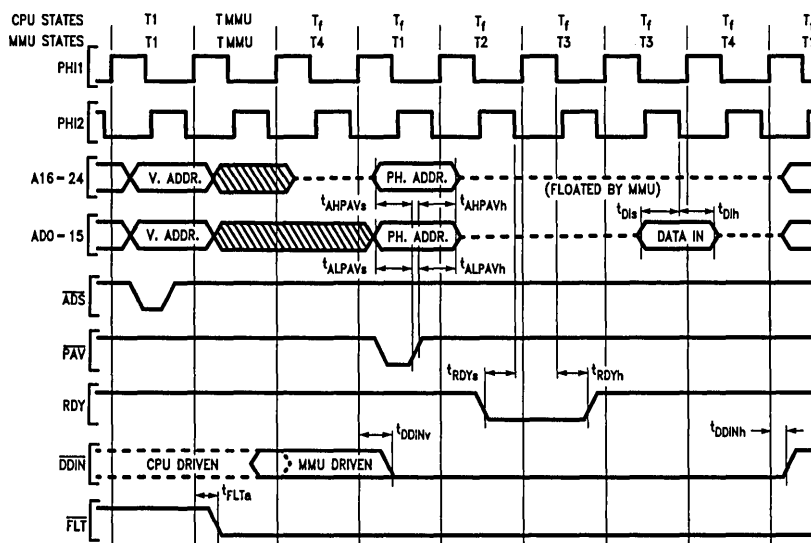 CPU STATES T1 TMMU Tf Tf Tf Tf Tf Tf
MMU STATES T1 TMMU T4 T1 T2 T3 T3 T4
PHI1
PHI2
A16-24 V. ADDR. PH. ADDR. (FLOATED BY MMU)
tAHPAVs tAHPAVh tDIs tDIh
AD0-15 V. ADDR. PH. ADDR. DATA IN
tALPAVs tALPAVh
ADS
PAV
tRDYs tRDYh
RDY
tDDINv tDDINh
DDIN CPU DRIVEN MMU DRIVEN
tFLTa
FLT